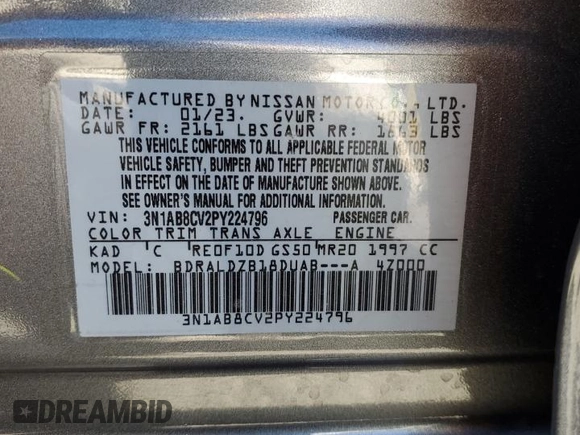 MANUFACTURED BY NISSAN MOTOR CO., LTD.
DATE: 01/23. GVWR: 4001 LBS
GAWR FR: 2161 LBS GAWR RR: 1663 LBS
THIS VEHICLE CONFORMS TO ALL APPLICABLE FEDERAL MOTOR
VEHICLE SAFETY, BUMPER AND THEFT PREVENTION STANDARDS
IN EFFECT ON THE DATE OF MANUFACTURE SHOWN ABOVE.
SEE OWNER'S MANUAL FOR ADDITIONAL INFORMATION.
VIN: 3N1AB8CV2PY224796 PASSENGER CAR.
COLOR TRIM TRANS AXLE ENGINE
KAD C RE0F10D GS50 MR20 1997 CC
MODEL: BDRALDZB18DUAB---A 4Z000
3N1AB8CV2PY224796
DREAMBID